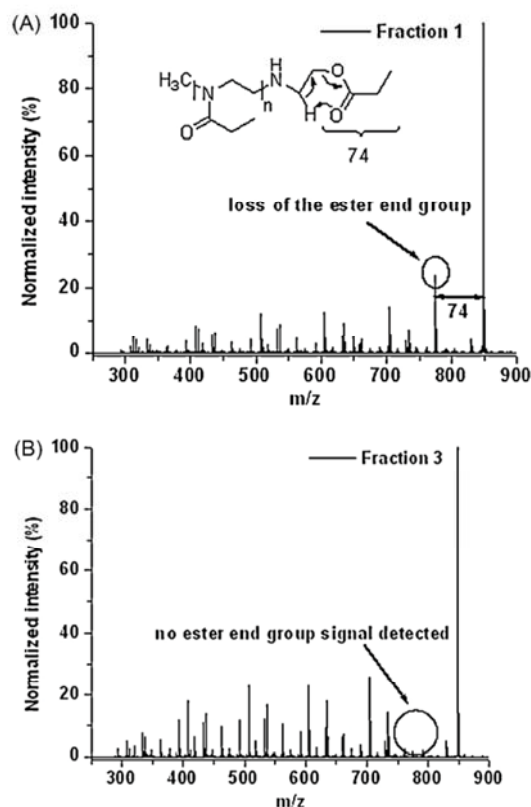 (A)
Fraction 1
H₃C
N
n
H
N
O
H
O
O
74
loss of the ester end group
74
Normalized intensity (%)
100
80
60
40
20
0
300 400 500 600 700 800 900
m/z
(B)
Fraction 3
no ester end group signal detected
Normalized intensity (%)
100
80
60
40
20
0
300 400 500 600 700 800 900
m/z